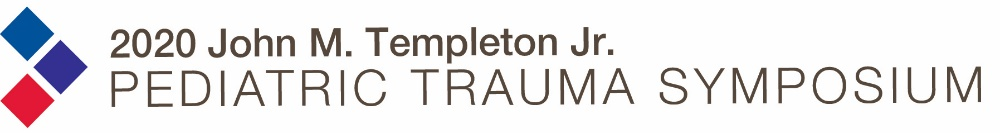 2020 John M. Templeton Jr.
PEDIATRIC TRAUMA SYMPOSIUM